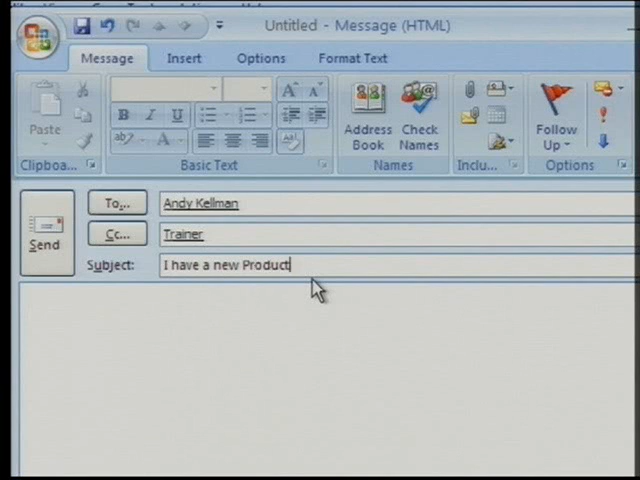 Untitled - Message (HTML)
Message Insert Options Format Text
Paste
B I U
ab A
Address Book
Check Names
Follow Up
Clipboa... Basic Text Names Inclu... Options
Send
To... Andy Kellman
Cc... Trainer
Subject: I have a new Product